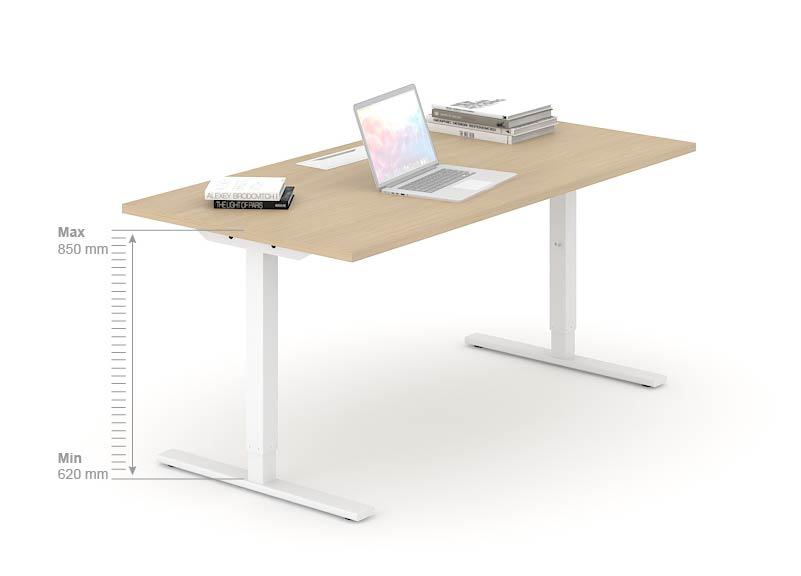 Max
850 mm
ALEXEY BRODOVITCH
THE LIGHT OF PARIS
Min
620 mm